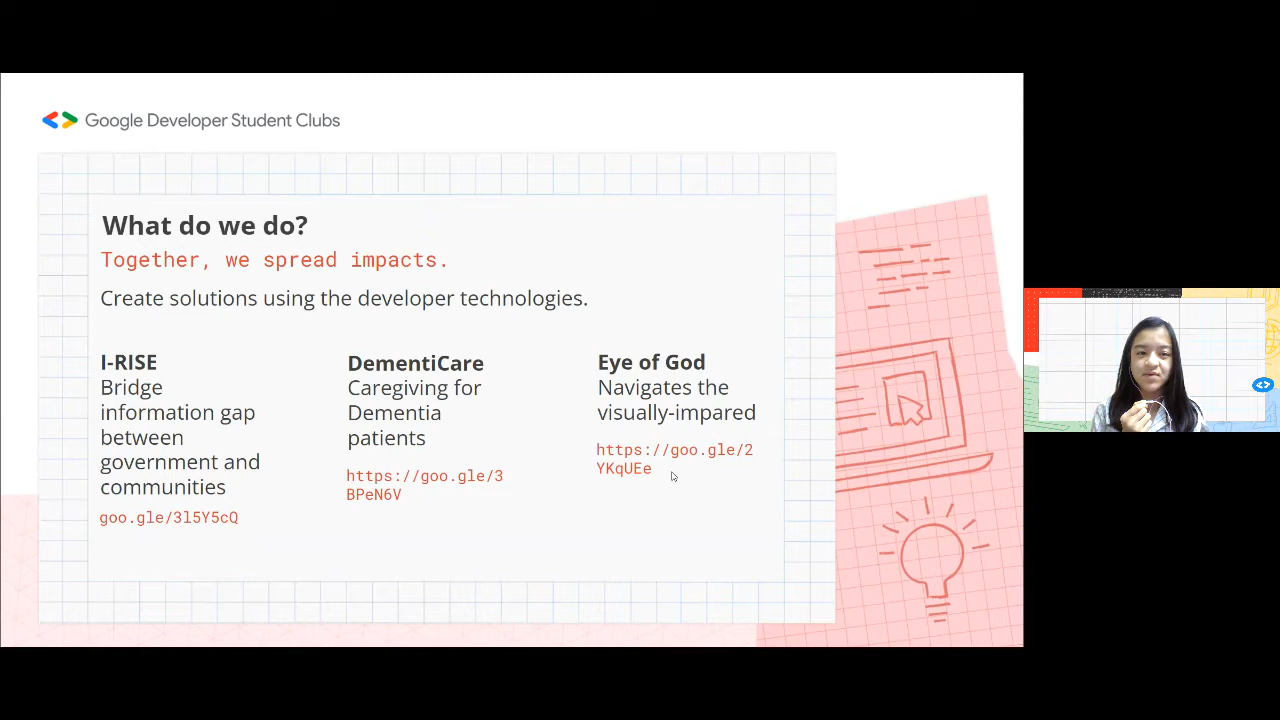 Google Developer Student Clubs
What do we do?
Together, we spread impacts.
Create solutions using the developer technologies.
I-RISE
Bridge
information gap
between
government and
communities
goo.gle/3l5Y5cQ
DementiCare
Caregiving for
Dementia
patients
https://goo.gle/3
BPeN6V
Eye of God
Navigates the
visually-impared
https://goo.gle/2
YKqUEe